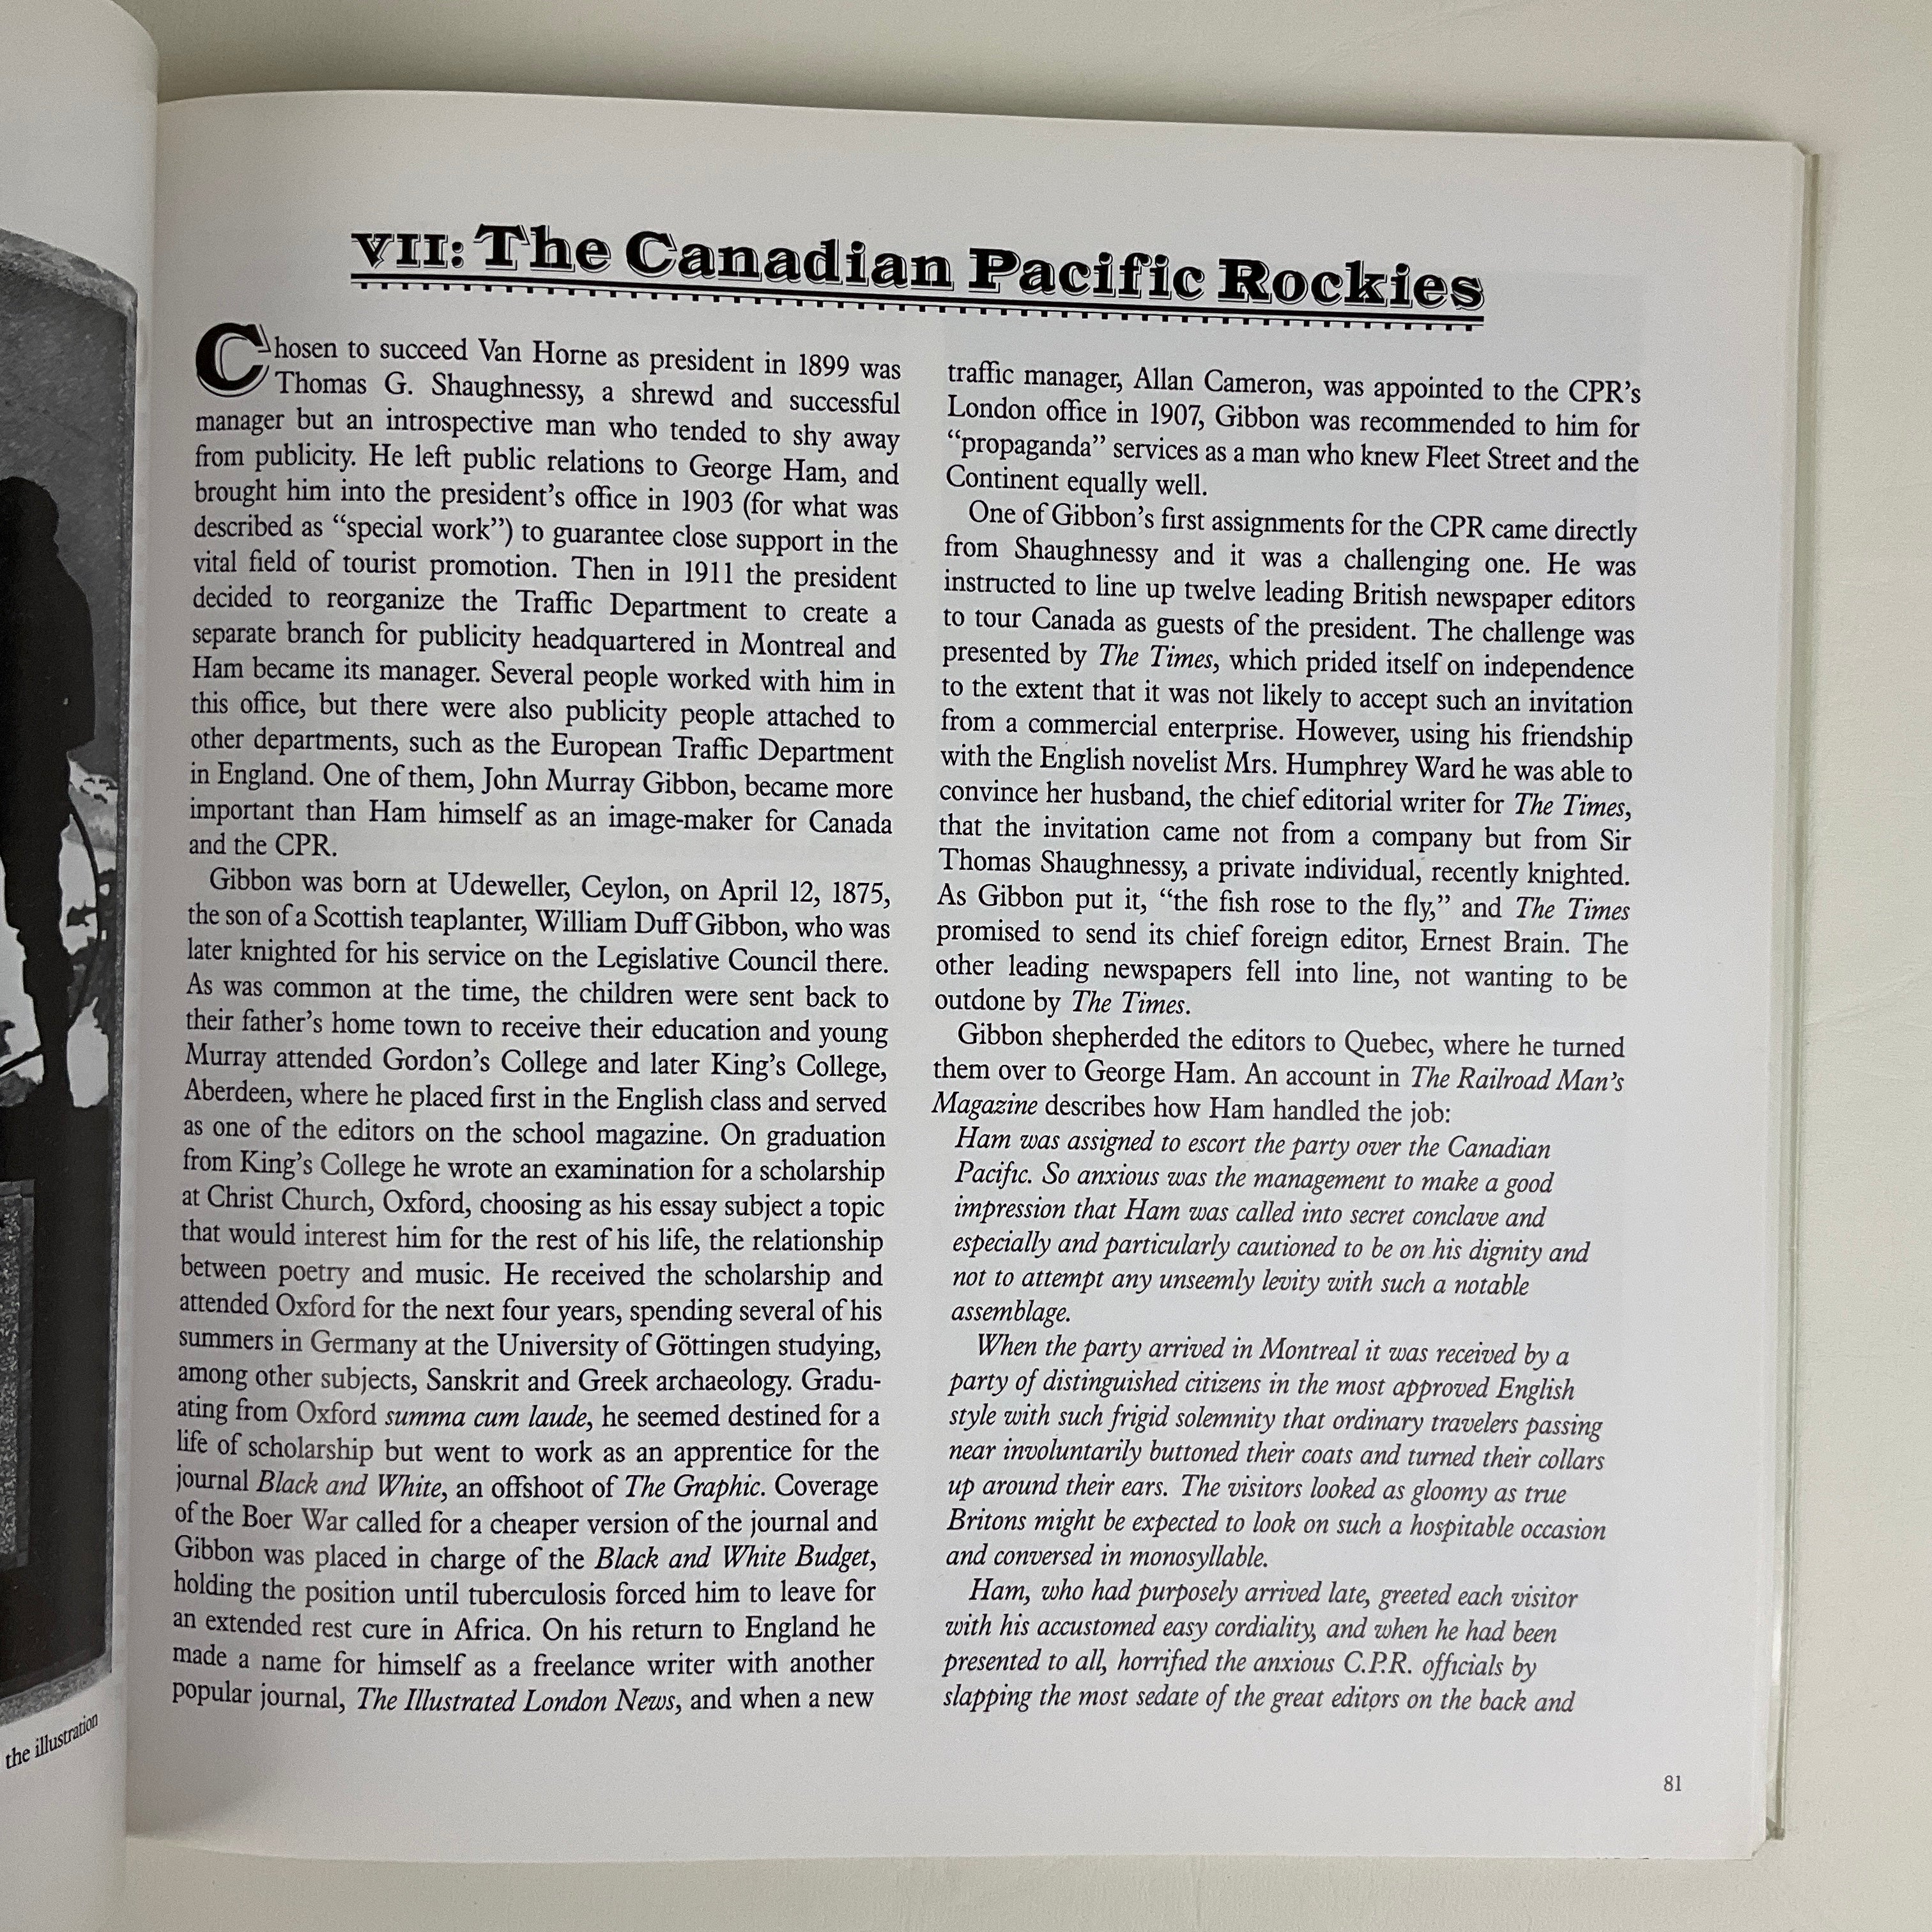 the illustration
VII: The Canadian Pacific Rockies
Chosen to succeed Van Horne as president in 1899 was
Thomas G. Shaughnessy, a shrewd and successful
manager but an introspective man who tended to shy away
from publicity. He left public relations to George Ham, and
brought him into the president's office in 1903 (for what was
described as “special work”) to guarantee close support in the
vital field of tourist promotion. Then in 1911 the president
decided to reorganize the Traffic Department to create a
separate branch for publicity headquartered in Montreal and
Ham became its manager. Several people worked with him in
this office, but there were also publicity people attached to
other departments, such as the European Traffic Department
in England. One of them, John Murray Gibbon, became more
important than Ham himself as an image-maker for Canada
and the CPR.
Gibbon was born at Udeweller, Ceylon, on April 12, 1875,
the son of a Scottish teaplanter, William Duff Gibbon, who was
later knighted for his service on the Legislative Council there.
As was common at the time, the children were sent back to
their father's home town to receive their education and young
Murray attended Gordon's College and later King's College,
Aberdeen, where he placed first in the English class and served
as one of the editors on the school magazine. On graduation
from King's College he wrote an examination for a scholarship
at Christ Church, Oxford, choosing as his essay subject a topic
that would interest him for the rest of his life, the relationship
between poetry and music. He received the scholarship and
attended Oxford for the next four years, spending several of his
summers in Germany at the University of Göttingen studying,
among other subjects, Sanskrit and Greek archaeology. Gradu-
ating from Oxford summa cum laude, he seemed destined for a
life of scholarship but went to work as an apprentice for the
journal Black and White, an offshoot of The Graphic. Coverage
of the Boer War called for a cheaper version of the journal and
Gibbon was placed in charge of the Black and White Budget,
holding the position until tuberculosis forced him to leave for
an extended rest cure in Africa. On his return to England he
made a name for himself as a freelance writer with another
popular journal, The Illustrated London News, and when a new
traffic manager, Allan Cameron, was appointed to the CPR's
London office in 1907, Gibbon was recommended to him for
“propaganda” services as a man who knew Fleet Street and the
Continent equally well.
One of Gibbon's first assignments for the CPR came directly
from Shaughnessy and it was a challenging one. He was
instructed to line up twelve leading British newspaper editors
to tour Canada as guests of the president. The challenge was
presented by The Times, which prided itself on independence
to the extent that it was not likely to accept such an invitation
from a commercial enterprise. However, using his friendship
with the English novelist Mrs. Humphrey Ward he was able to
convince her husband, the chief editorial writer for The Times,
that the invitation came not from a company but from Sir
Thomas Shaughnessy, a private individual, recently knighted.
As Gibbon put it, “the fish rose to the fly,” and The Times
promised to send its chief foreign editor, Ernest Brain. The
other leading newspapers fell into line, not wanting to be
outdone by The Times.
Gibbon shepherded the editors to Quebec, where he turned
them over to George Ham. An account in The Railroad Man's
Magazine describes how Ham handled the job:
Ham was assigned to escort the party over the Canadian
Pacific. So anxious was the management to make a good
impression that Ham was called into secret conclave and
especially and particularly cautioned to be on his dignity and
not to attempt any unseemly levity with such a notable
assemblage.
When the party arrived in Montreal it was received by a
party of distinguished citizens in the most approved English
style with such frigid solemnity that ordinary travelers passing
near involuntarily buttoned their coats and turned their collars
up around their ears. The visitors looked as gloomy as true
Britons might be expected to look on such a hospitable occasion
and conversed in monosyllable.
Ham, who had purposely arrived late, greeted each visitor
with his accustomed easy cordiality, and when he had been
presented to all, horrified the anxious C.P.R. officials by
slapping the most sedate of the great editors on the back and
81